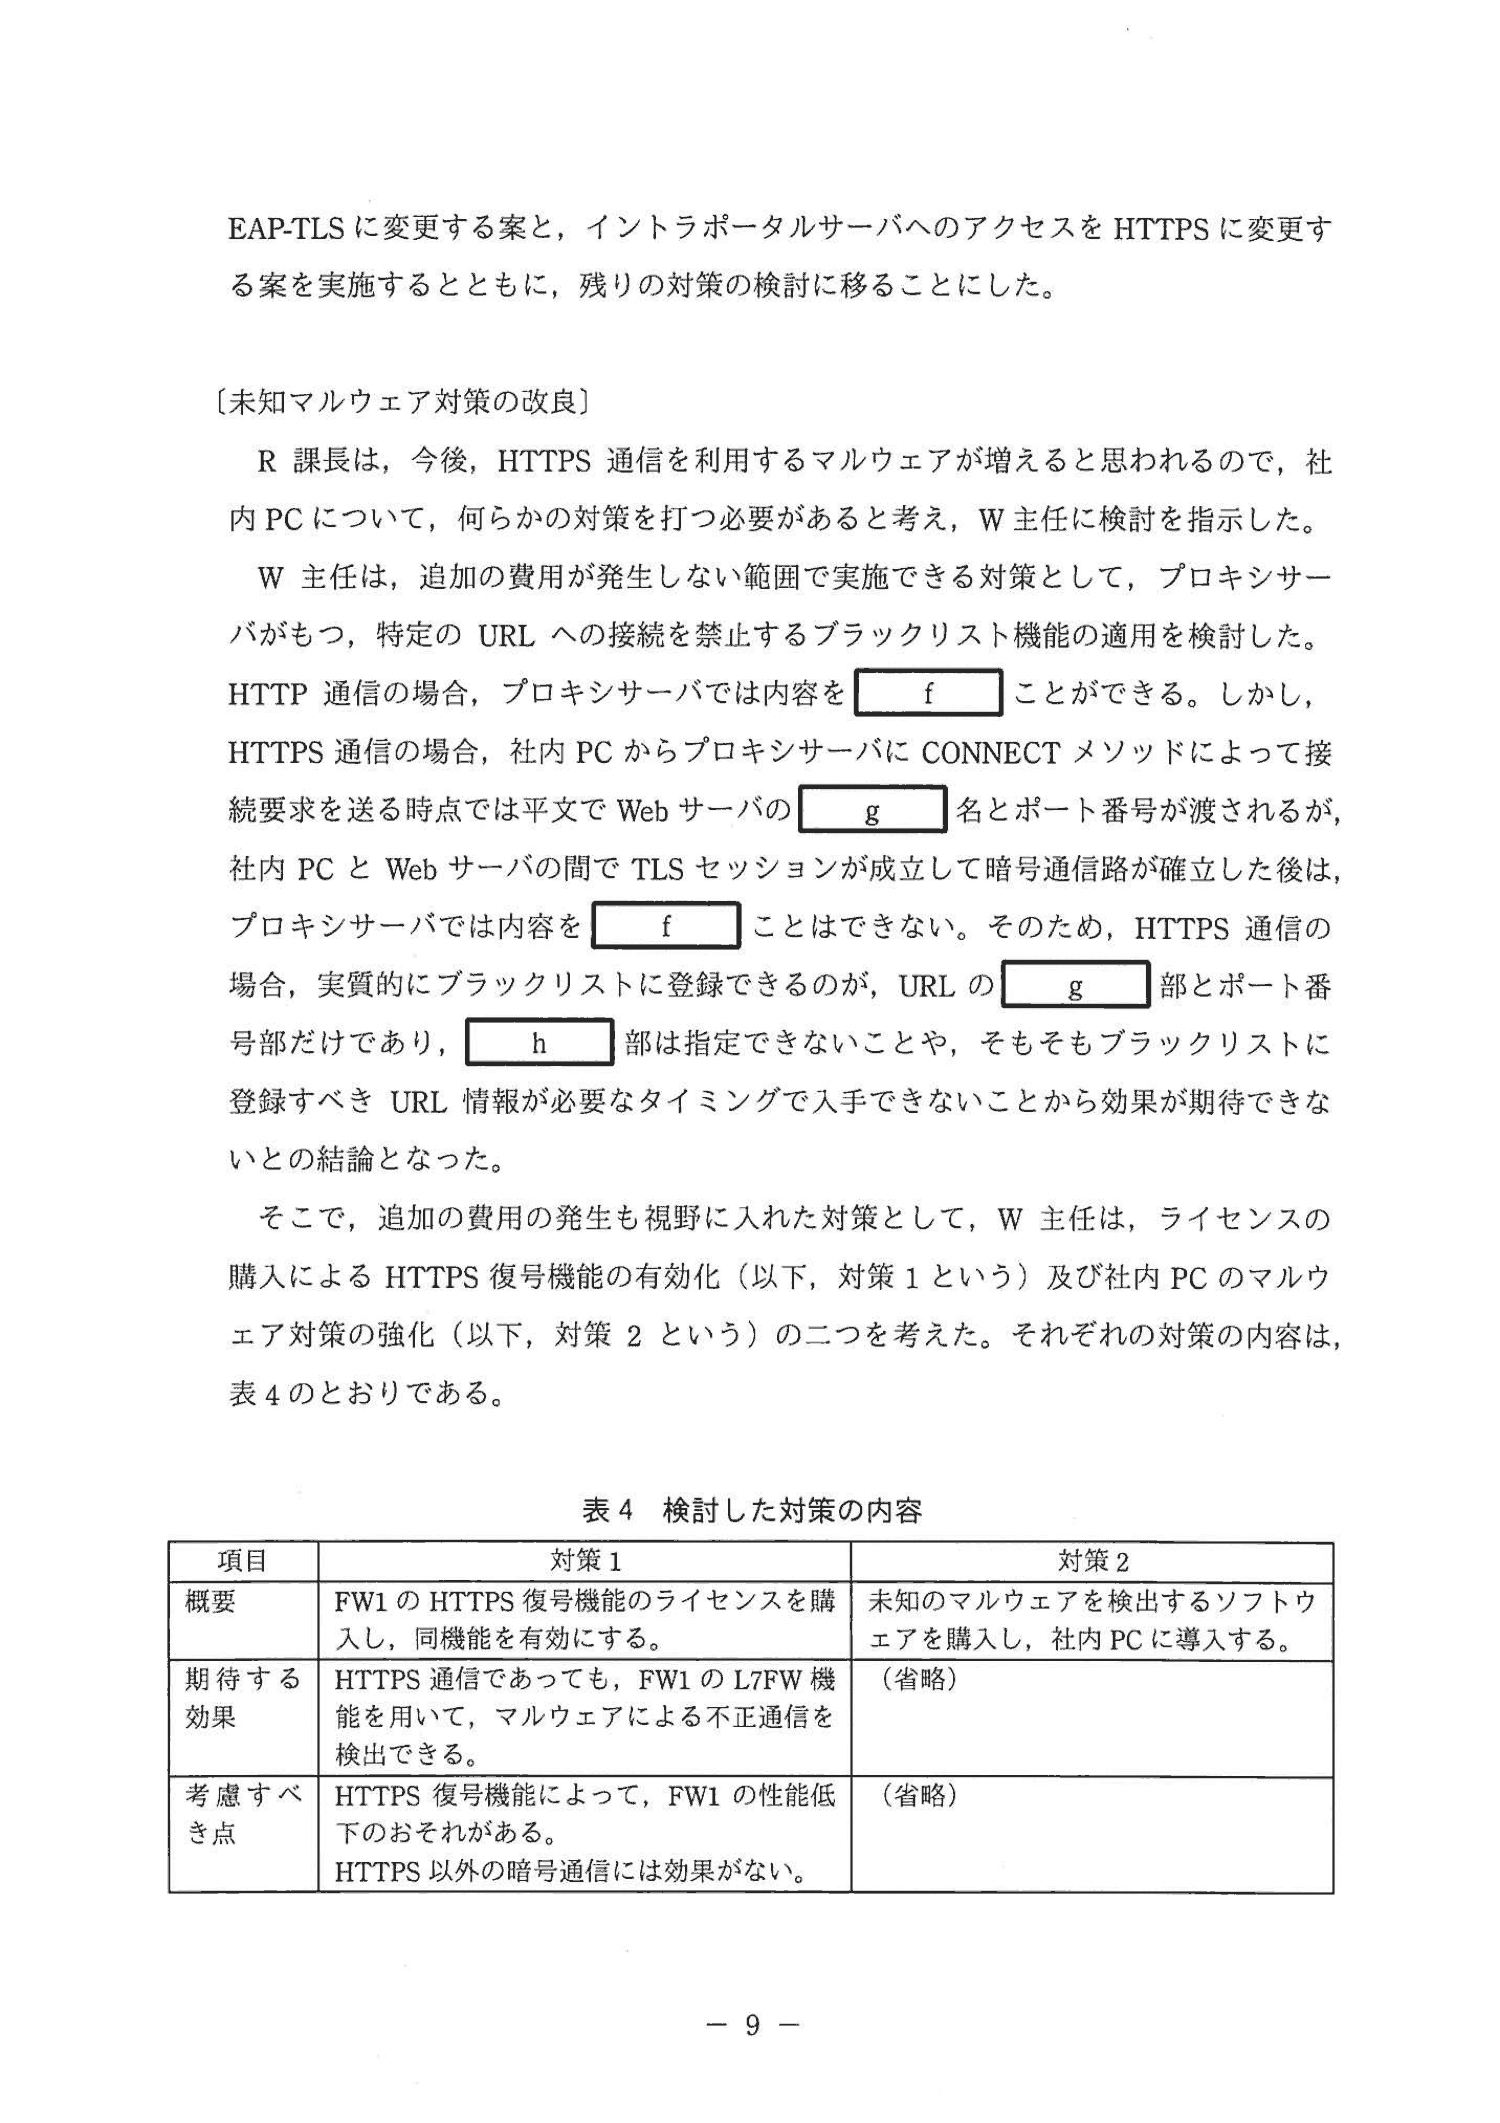 EAP-TLS に変更する案と，イントラポータルサーバへのアクセスを HTTPS に変更す
る案を実施するとともに，残りの対策の検討に移ることにした。
〔未知マルウェア対策の改良〕
R 課長は，今後，HTTPS 通信を利用するマルウェアが増えると思われるので，社
内 PC について，何らかの対策を打つ必要があると考え，W 主任に検討を指示した。
W 主任は，追加の費用が発生しない範囲で実施できる対策として，プロキシサー
バがもつ，特定の URL への接続を禁止するブラックリスト機能の適用を検討した。
HTTP 通信の場合，プロキシサーバでは内容を f ことができる。しかし，
HTTPS 通信の場合，社内 PC からプロキシサーバに CONNECT メソッドによって接
続要求を送る時点では平文で Web サーバの g 名とポート番号が渡されるが，
社内 PC と Web サーバの間で TLS セッションが成立して暗号通信路が確立した後は，
プロキシサーバでは内容を f ことはできない。そのため，HTTPS 通信の
場合，実質的にブラックリストに登録できるのが，URL の g 部とポート番
号部だけであり， h 部は指定できないことや，そもそもブラックリストに
登録すべき URL 情報が必要なタイミングで入手できないことから効果が期待できな
いとの結論となった。
そこで，追加の費用の発生も視野に入れた対策として，W 主任は，ライセンスの
購入による HTTPS 復号機能の有効化（以下，対策 1 という）及び社内 PC のマルウ
ェア対策の強化（以下，対策 2 という）の二つを考えた。それぞれの対策の内容は，
表 4 のとおりである。
表 4 検討した対策の内容
項目 対策 1 対策 2
概要 FW1 の HTTPS 復号機能のライセンスを購 未知のマルウェアを検出するソフトウ
入し，同機能を有効にする。 ェアを購入し，社内 PC に導入する。
期待する HTTPS 通信であっても，FW1 の L7FW 機 （省略）
効果 能を用いて，マルウェアによる不正通信を
検出できる。
考慮すべ HTTPS 復号機能によって，FW1 の性能低 （省略）
き点 下のおそれがある。
HTTPS 以外の暗号通信には効果がない。
－ 9 －